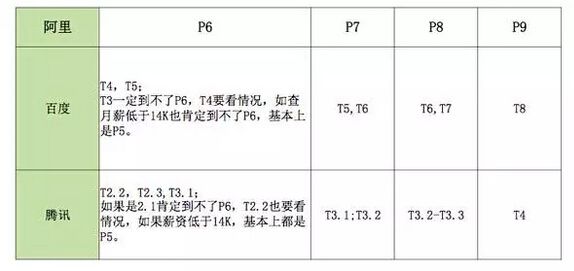 阿里 P6 P7 P8 P9
百度
T4，T5；
T3一定到不了P6，T4要看情况，如查
月薪低于14K也肯定到不了P6，基本上
是P5。
T5,T6
T6,T7
T8
腾讯
T2.2，T2.3,T3.1;
如果是2.1肯定到不了P6，T2.2也要看
情况，如果薪资低于14K，基本上都是
P5。
T3.1;T3.2
T3.2-T3.3
T4